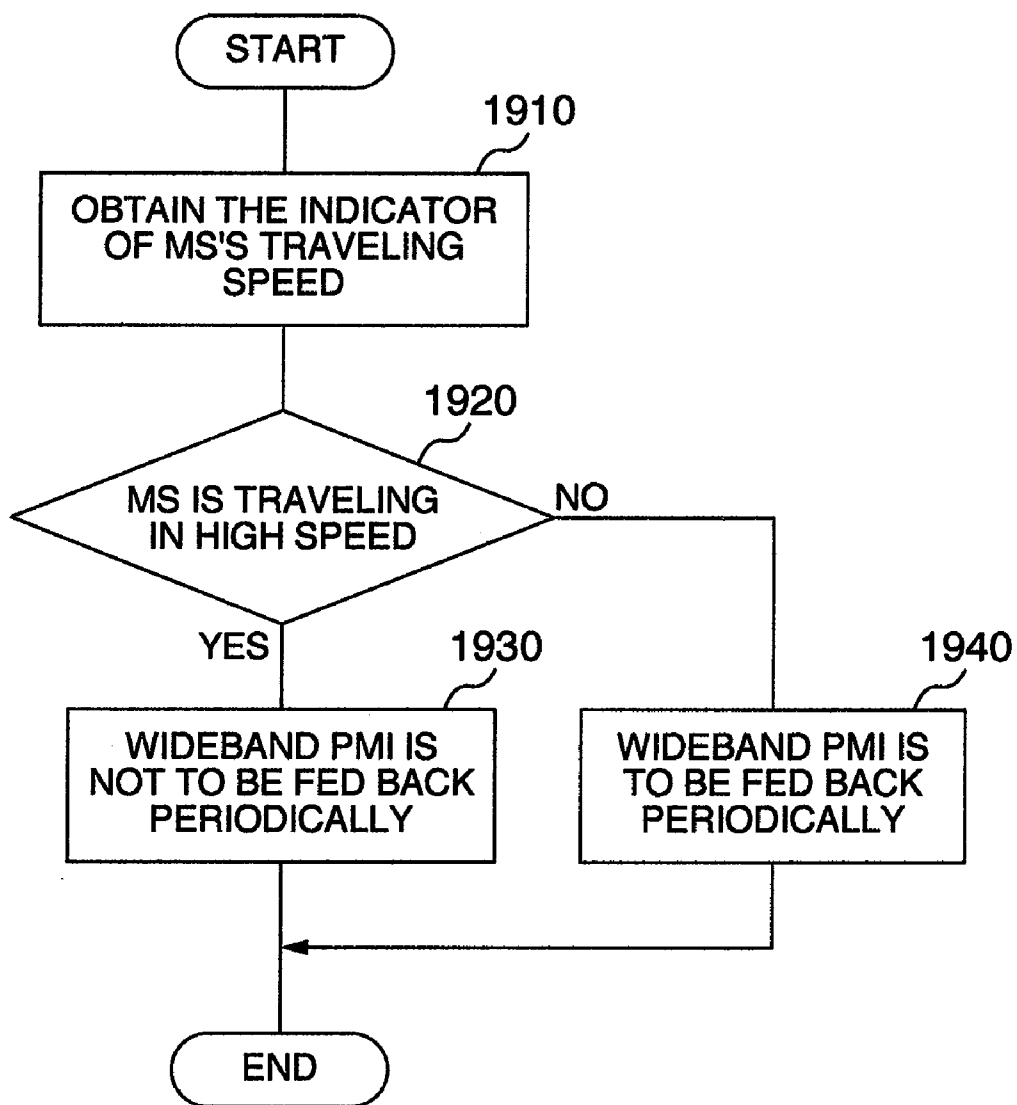 START
1910
OBTAIN THE INDICATOR
OF MS'S TRAVELING
SPEED
1920
MS IS TRAVELING
IN HIGH SPEED
NO
YES
1930
WIDEBAND PMI IS
NOT TO BE FED BACK
PERIODICALLY
1940
WIDEBAND PMI IS
TO BE FED BACK
PERIODICALLY
END